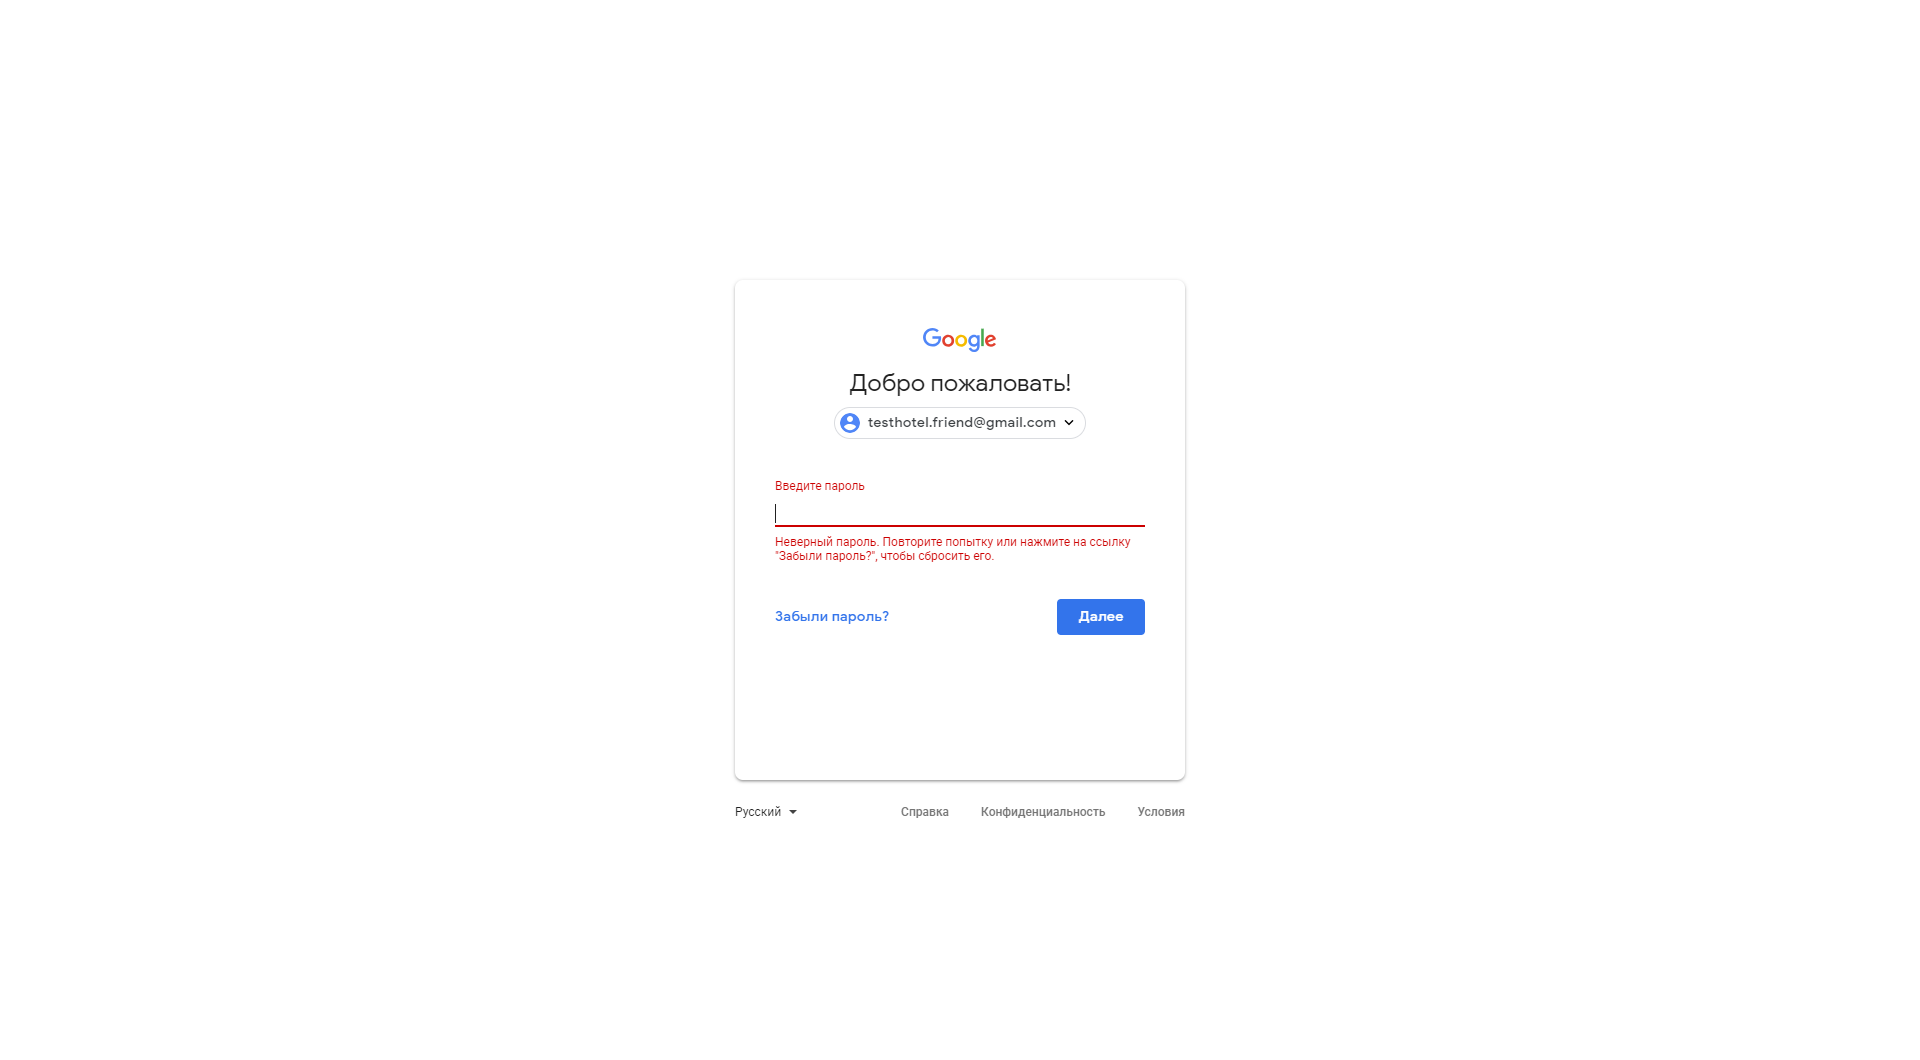 Google
Добро пожаловать!
testhotel.friend@gmail.com
Введите пароль
Неверный пароль. Повторите попытку или нажмите на ссылку
"Забыли пароль?", чтобы сбросить его.
Забыли пароль?
Далее
Русский
Справка
Конфиденциальность
Условия